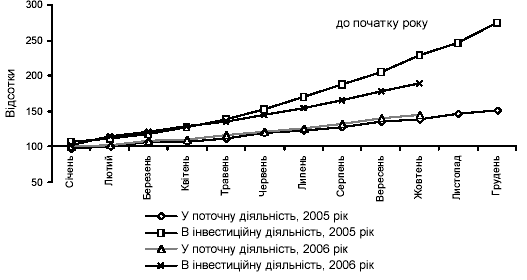 300
до початку року
250
200
150
100
50
Відсотки
Січень
Лютий
Березень
Квітень
Травень
Червень
Липень
Серпень
Вересень
Жовтень
Листопад
Грудень
У поточну діяльність, 2005 рік
В інвестиційну діяльність, 2005 рік
У поточну діяльність, 2006 рік
В інвестиційну діяльність, 2006 рік